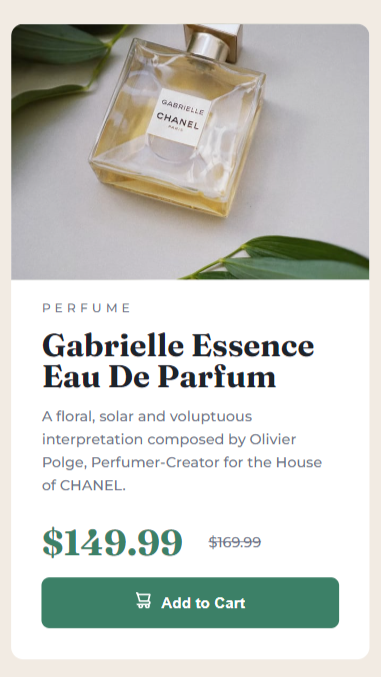 GABRIELLE
CHANEL
PARIS
PERFUME
Gabrielle Essence
Eau De Parfum
A floral, solar and voluptuous
interpretation composed by Olivier
Polge, Perfumer-Creator for the House
of CHANEL.
$149.99 $169.99
Add to Cart